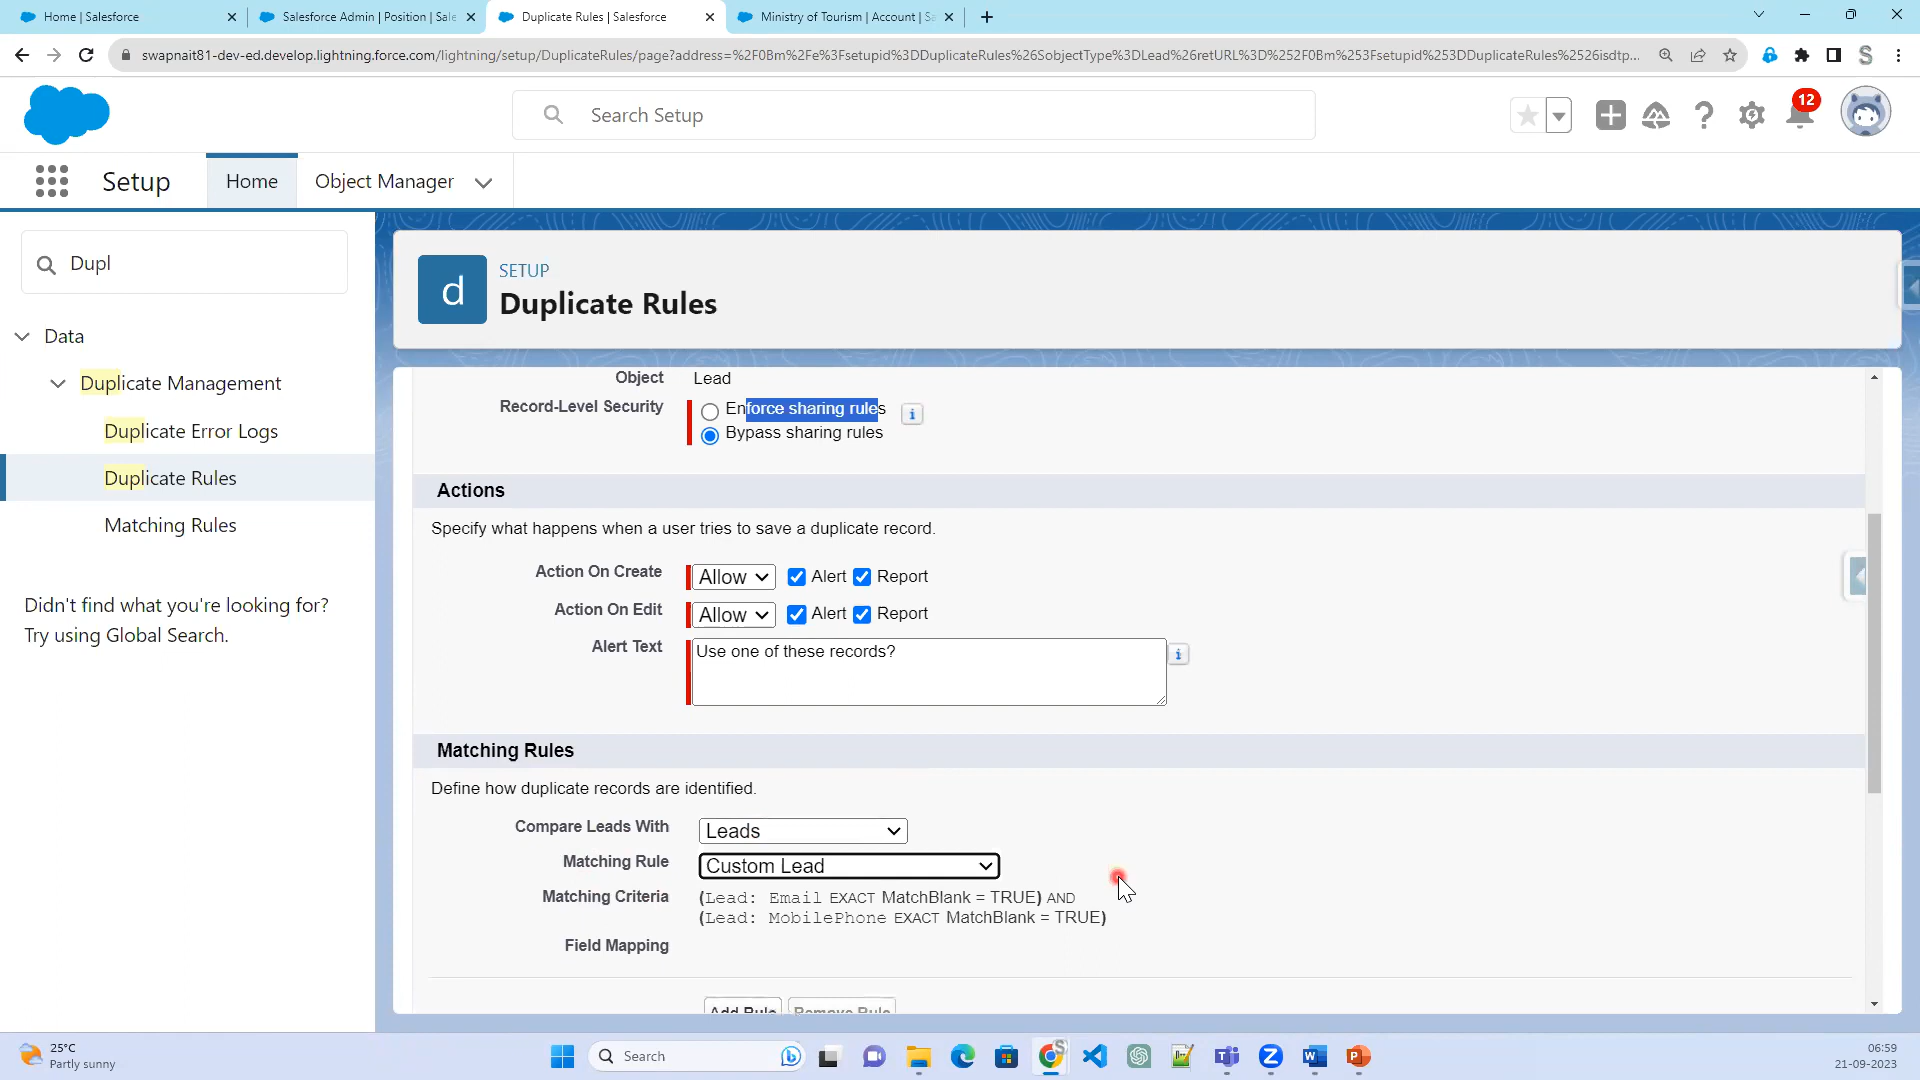 Home | Salesforce
Salesforce Admin | Position | Sale
Duplicate Rules | Salesforce
Ministry of Tourism | Account | Sa
swapnait81-dev-ed.develop.lightning.force.com/lightning/setup/DuplicateRules/page?address=%2F0Bm%2Fe%3Fsetupid%3DDuplicateRules%26SobjectType%3DLead%26retURL%3D%252F0Bm%253Fsetupid%253DDuplicateRules%2526isdtp...
Search Setup
12
Setup
Home
Object Manager
Dupl
Data
Duplicate Management
Duplicate Error Logs
Duplicate Rules
Matching Rules
Didn't find what you're looking for?
Try using Global Search.
d
SETUP
Duplicate Rules
Object Lead
Record-Level Security Enforce sharing rules
Bypass sharing rules
Actions
Specify what happens when a user tries to save a duplicate record.
Action On Create Allow Alert Report
Action On Edit Allow Alert Report
Alert Text Use one of these records?
Matching Rules
Define how duplicate records are identified.
Compare Leads With Leads
Matching Rule Custom Lead
Matching Criteria (Lead: Email EXACT MatchBlank = TRUE) AND
(Lead: MobilePhone EXACT MatchBlank = TRUE)
Field Mapping
Add Rule Remove Rule
25°C
Partly sunny
Search
06:59
21-09-2023